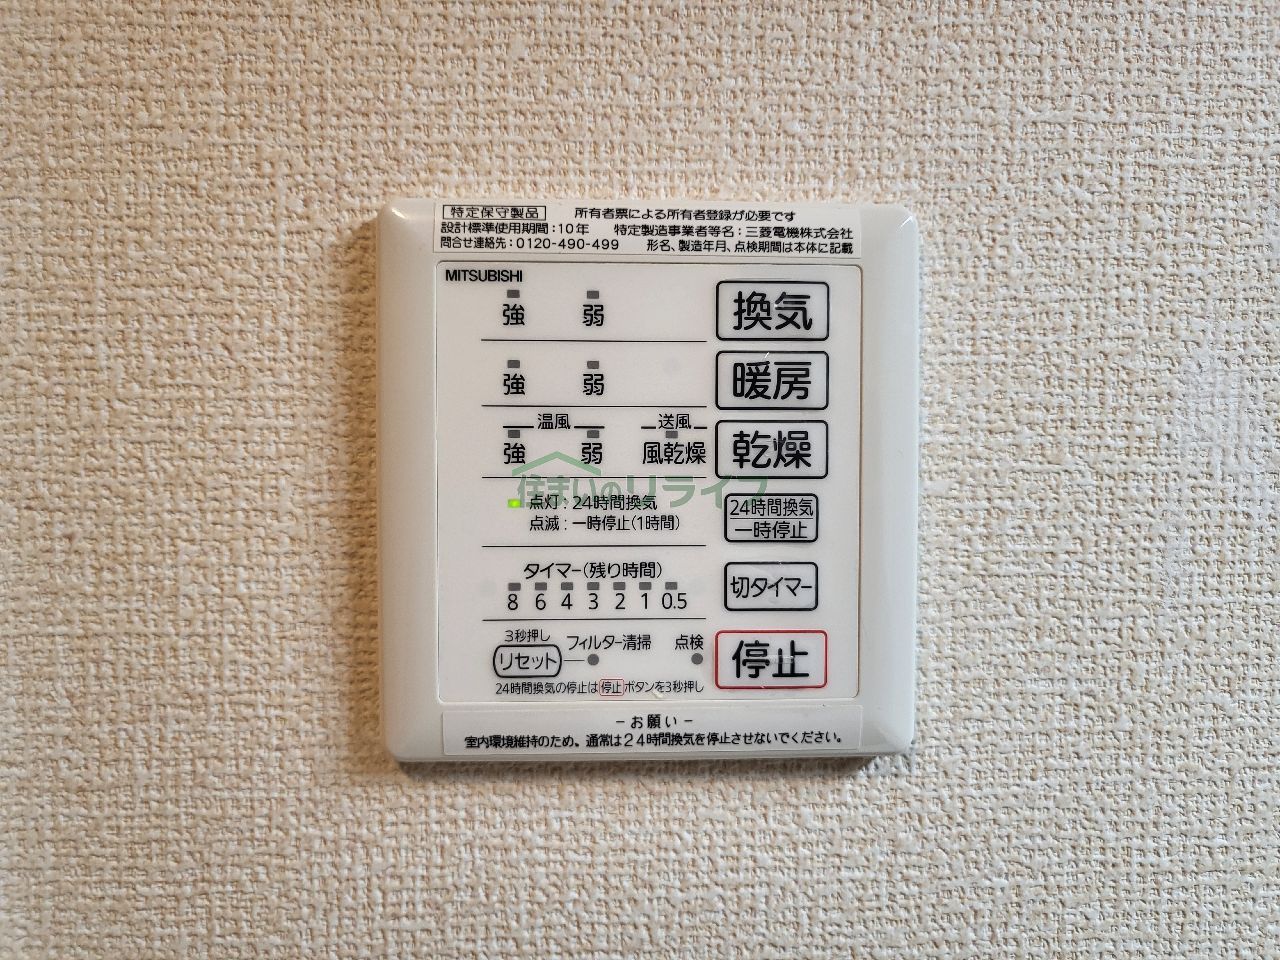 特定保守製品 所有者票による所有者登録が必要です
設計標準使用期間:10年 特定製造事業者等名:三菱電機株式会社
問合せ連絡先:0120-490-499 形名、製造年月、点検期間は本体に記載
MITSUBISHI
強 弱 換気
強 弱 暖房
温風 送風
強 弱 風乾燥 乾燥
住まいのリライフ
点灯:24時間換気
点滅:一時停止(1時間)
24時間換気
一時停止
タイマー(残り時間)
8 6 4 3 2 1 0.5
切タイマー
3秒押し フィルター清掃 点検
リセット
停止
24時間換気の停止は停止ボタンを3秒押し
-お願い-
室内環境維持のため、通常は24時間換気を停止させないでください。